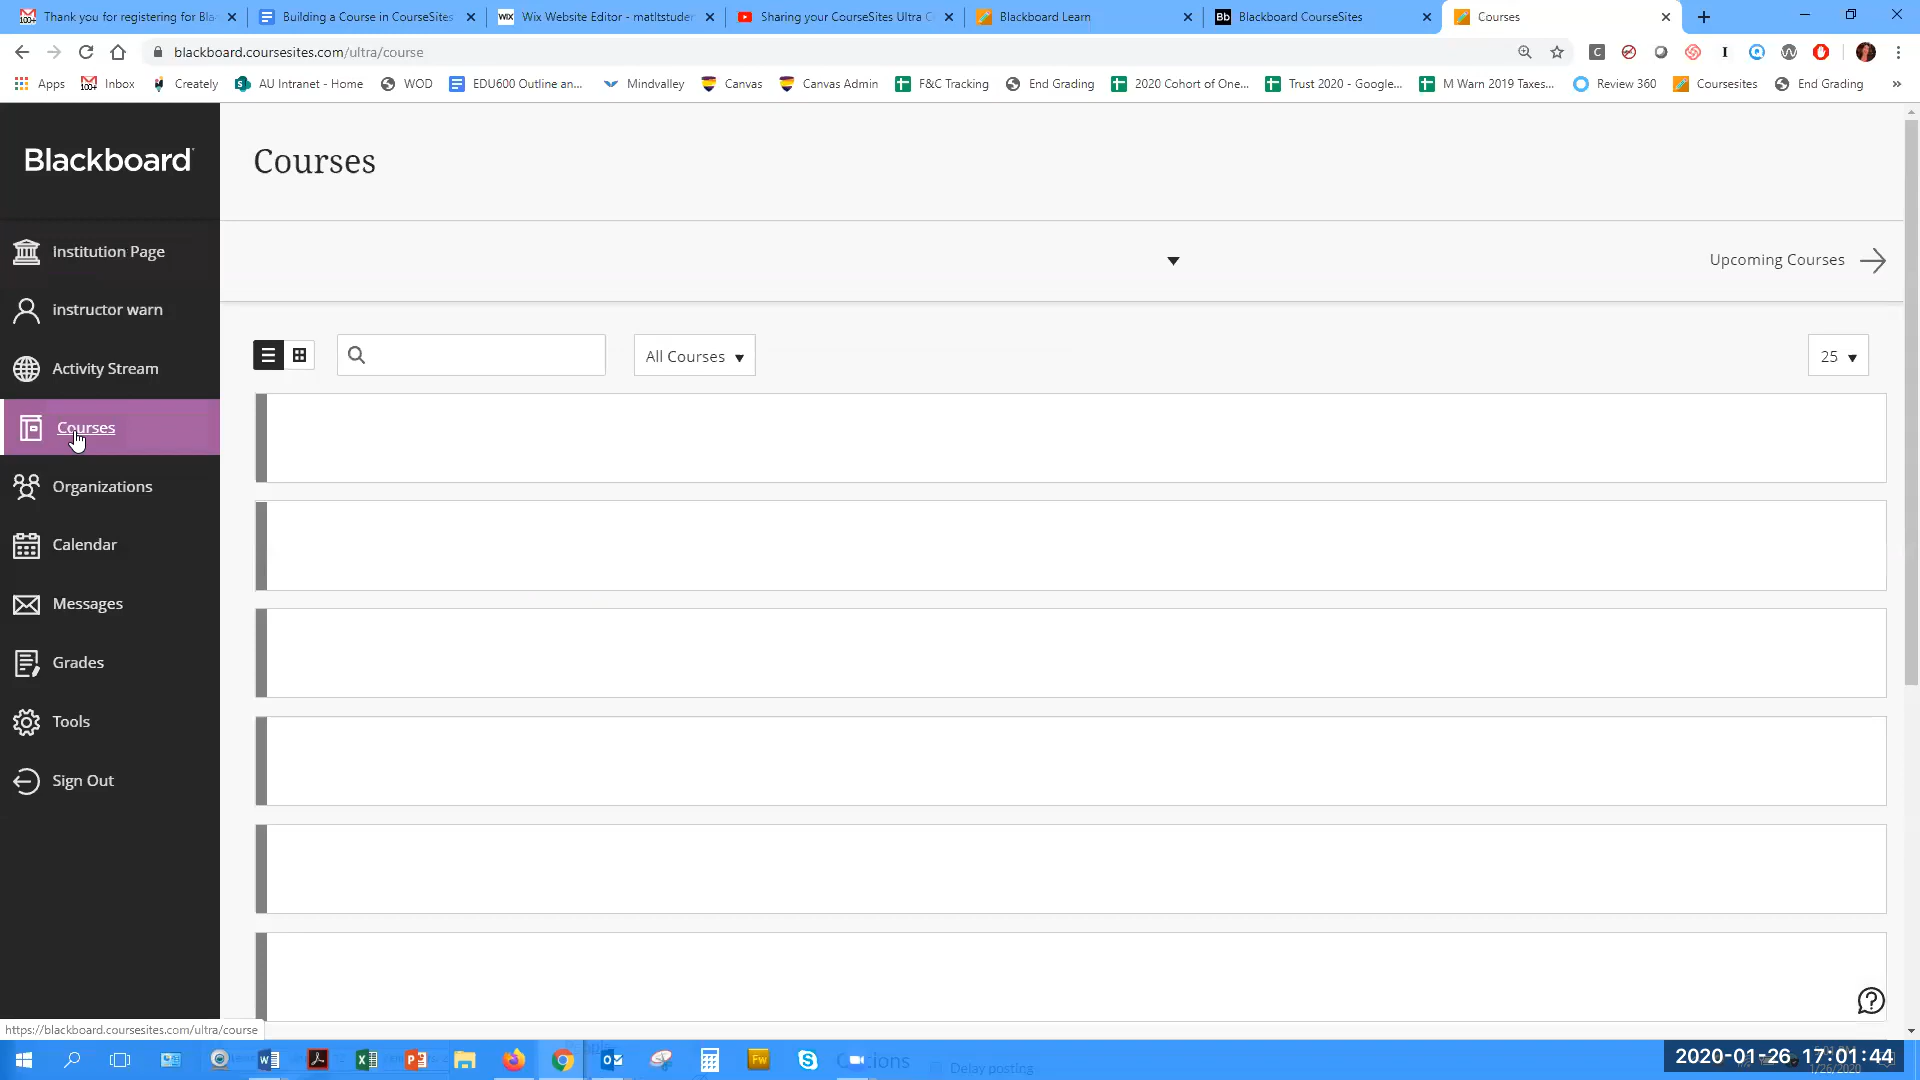 Thank you for registering for Bla
Building a Course in CourseSites
Wix Website Editor - matltstuder
Sharing your CourseSites Ultra C
Blackboard Learn
Blackboard CourseSites
Courses
blackboard.coursesites.com/ultra/course
Apps
Inbox
Creately
AU Intranet - Home
WOD
EDU600 Outline an...
Mindvalley
Canvas
Canvas Admin
F&C Tracking
End Grading
2020 Cohort of One...
Trust 2020 - Google...
M Warn 2019 Taxes...
Review 360
Coursesites
End Grading
»
Blackboard
Courses
Institution Page
instructor warn
Activity Stream
Courses
Organizations
Calendar
Messages
Grades
Tools
Sign Out
Upcoming Courses
All Courses
25
https://blackboard.coursesites.com/ultra/course
Delay posting
2020-01-26 17:01:44
1/26/2020